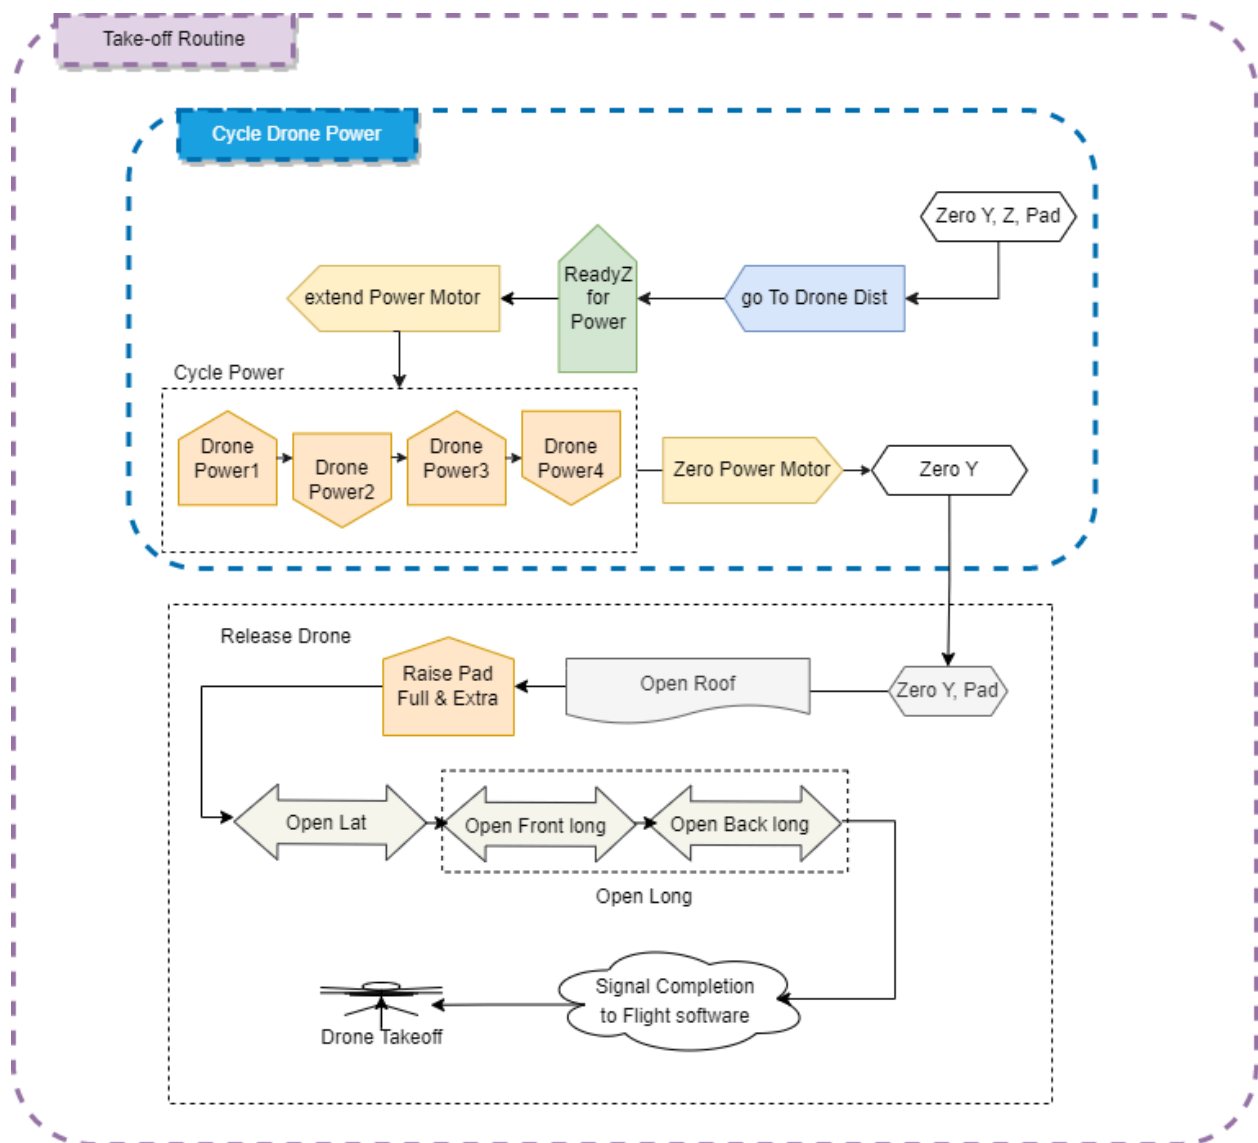 Take-off Routine
Cycle Drone Power
Zero Y, Z, Pad
go To Drone Dist
ReadyZ
for
Power
extend Power Motor
Cycle Power
Drone
Power1
Drone
Power2
Drone
Power3
Drone
Power4
Zero Power Motor
Zero Y
Release Drone
Zero Y, Pad
Open Roof
Raise Pad
Full & Extra
Open Lat
Open Front long
Open Back long
Open Long
Signal Completion
to Flight software
Drone Takeoff